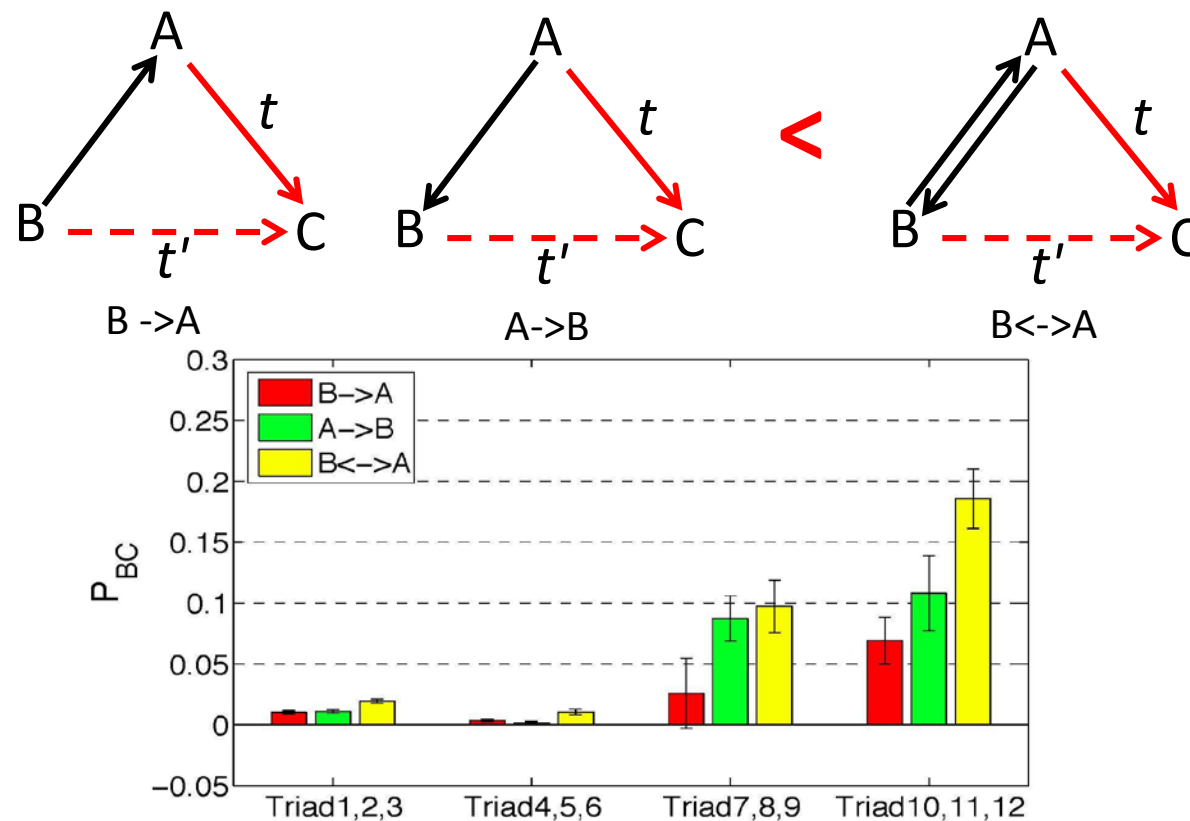 A
A
A
t
t
<
t
B
C
B
C
B
C
t'
t'
t'
B ->A
A->B
B<->A
0.3
0.25
0.2
0.15
0.1
0.05
0
−0.05
P_BC
B−>A
A−>B
B<−>A
Triad1,2,3
Triad4,5,6
Triad7,8,9
Triad10,11,12